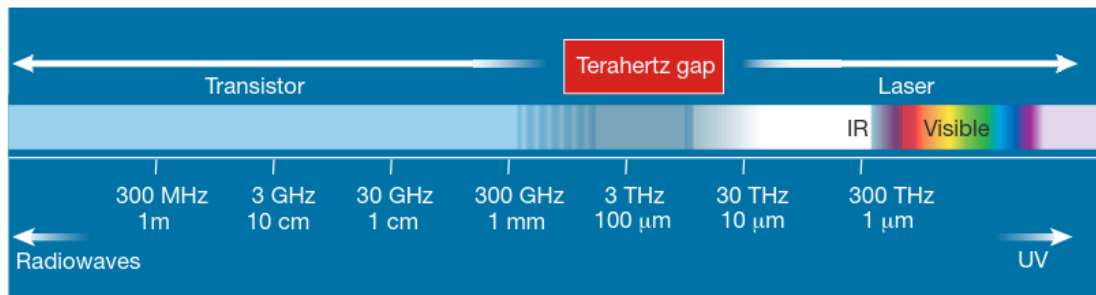 Terahertz gap
Transistor
Laser
IR
Visible
300 MHz
1m
3 GHz
10 cm
30 GHz
1 cm
300 GHz
1 mm
3 THz
100 μm
30 THz
10 μm
300 THz
1 μm
Radiowaves
UV